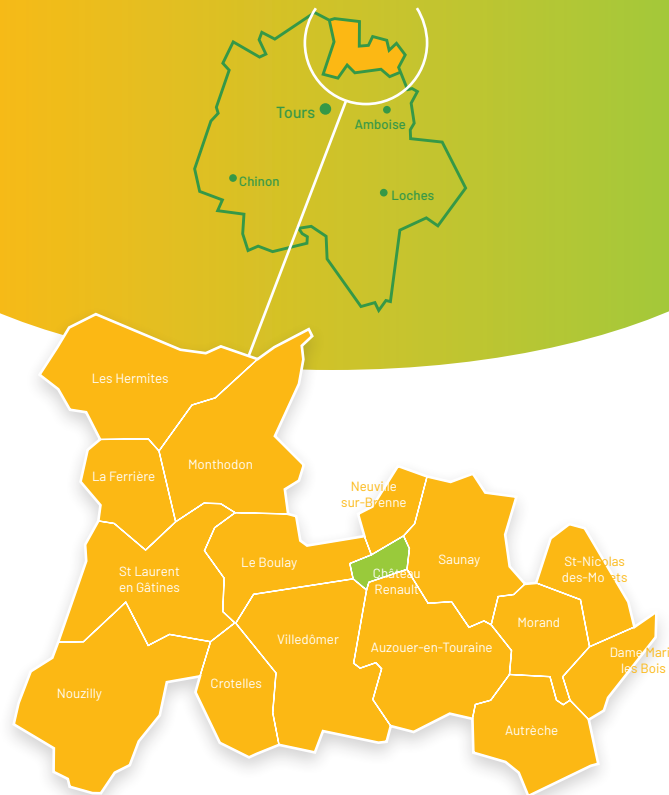 Tours
Amboise
Chinon
Loches
Les Hermites
Monthodon
La Ferrière
Neuville
sur-Brenne
St Laurent
en Gâtines
Le Boulay
Château
Renault
Saunay
St-Nicolas
des-Motets
Morand
Villedômer
Auzouer-en-Touraine
Dame Mari
les Bois
Crotelles
Nouzilly
Autrèche